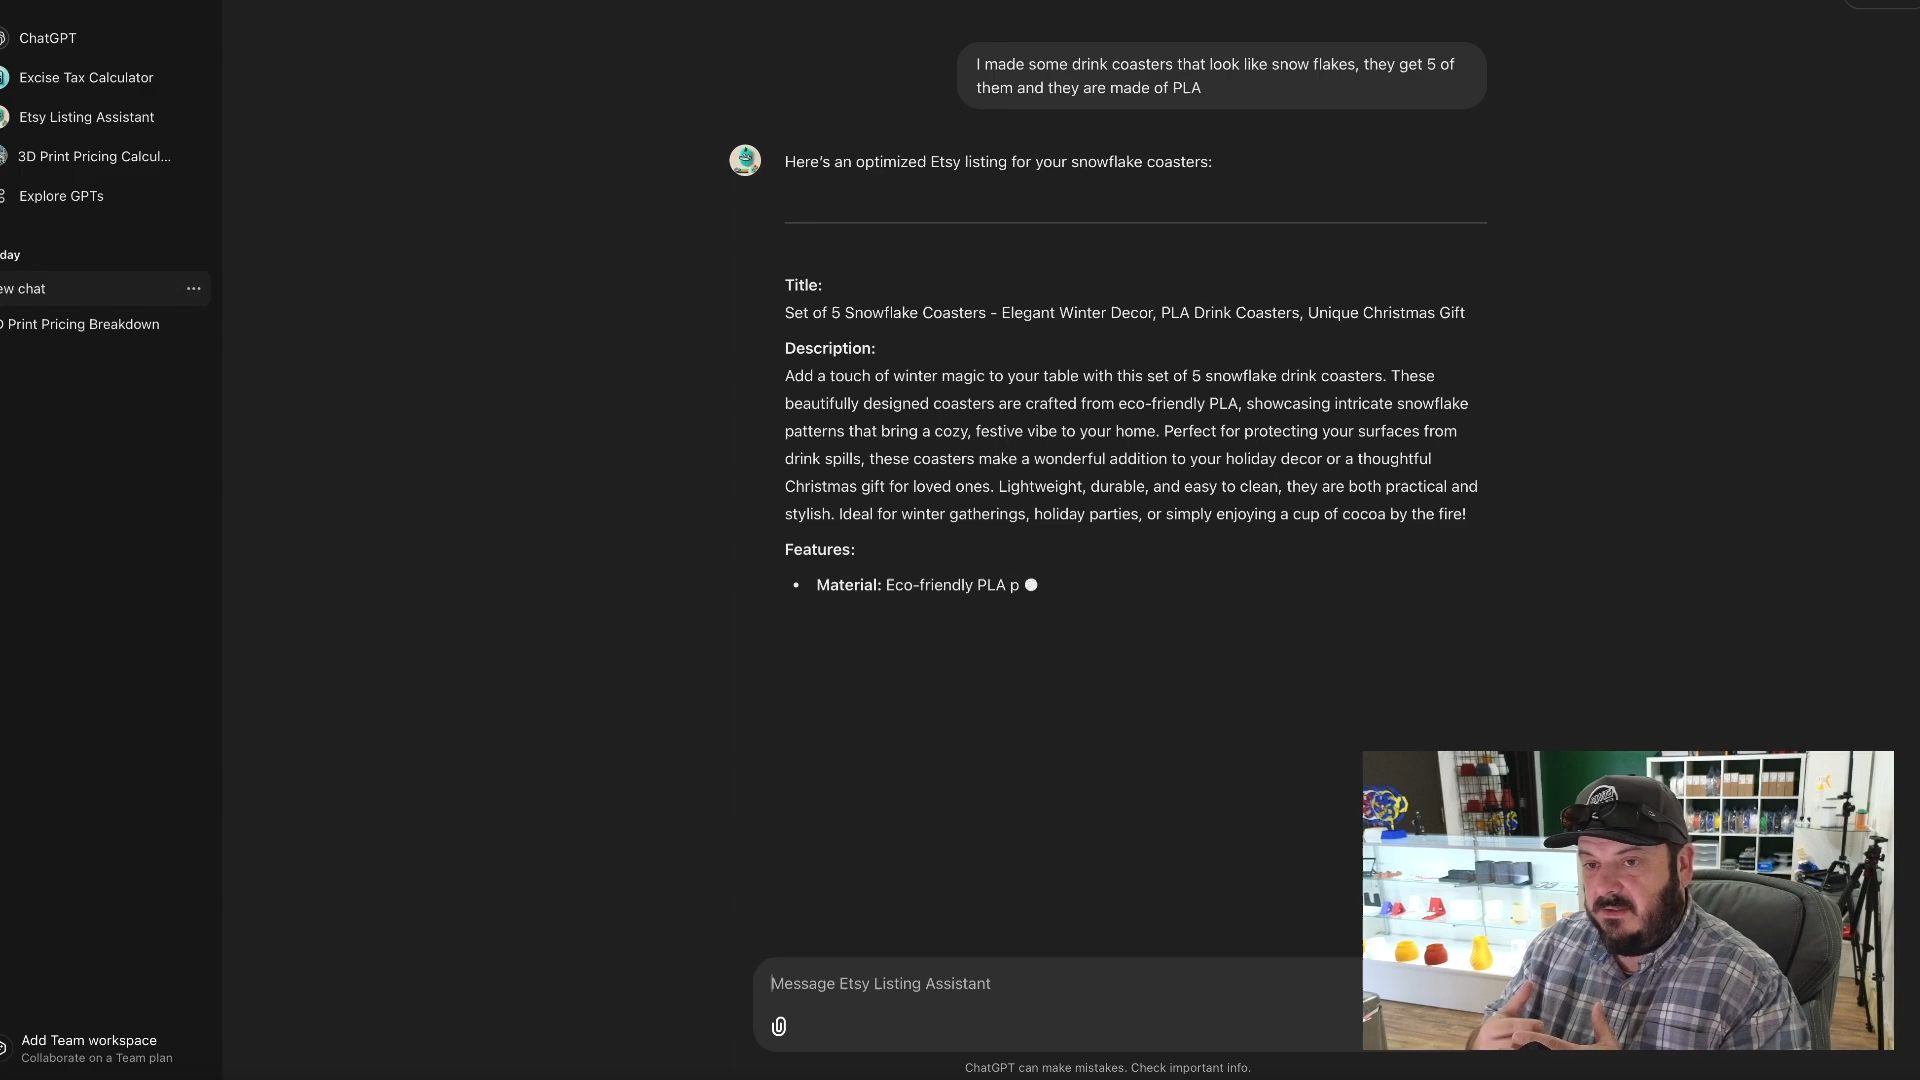 ChatGPT
Excise Tax Calculator
Etsy Listing Assistant
3D Print Pricing Calcul...
Explore GPTs
day
ew chat
D Print Pricing Breakdown
Add Team workspace
Collaborate on a Team plan
I made some drink coasters that look like snow flakes, they get 5 of
them and they are made of PLA
Here's an optimized Etsy listing for your snowflake coasters:
Title:
Set of 5 Snowflake Coasters - Elegant Winter Decor, PLA Drink Coasters, Unique Christmas Gift
Description:
Add a touch of winter magic to your table with this set of 5 snowflake drink coasters. These
beautifully designed coasters are crafted from eco-friendly PLA, showcasing intricate snowflake
patterns that bring a cozy, festive vibe to your home. Perfect for protecting your surfaces from
drink spills, these coasters make a wonderful addition to your holiday decor or a thoughtful
Christmas gift for loved ones. Lightweight, durable, and easy to clean, they are both practical and
stylish. Ideal for winter gatherings, holiday parties, or simply enjoying a cup of cocoa by the fire!
Features:
• Material: Eco-friendly PLA p
Message Etsy Listing Assistant
ChatGPT can make mistakes. Check important info.